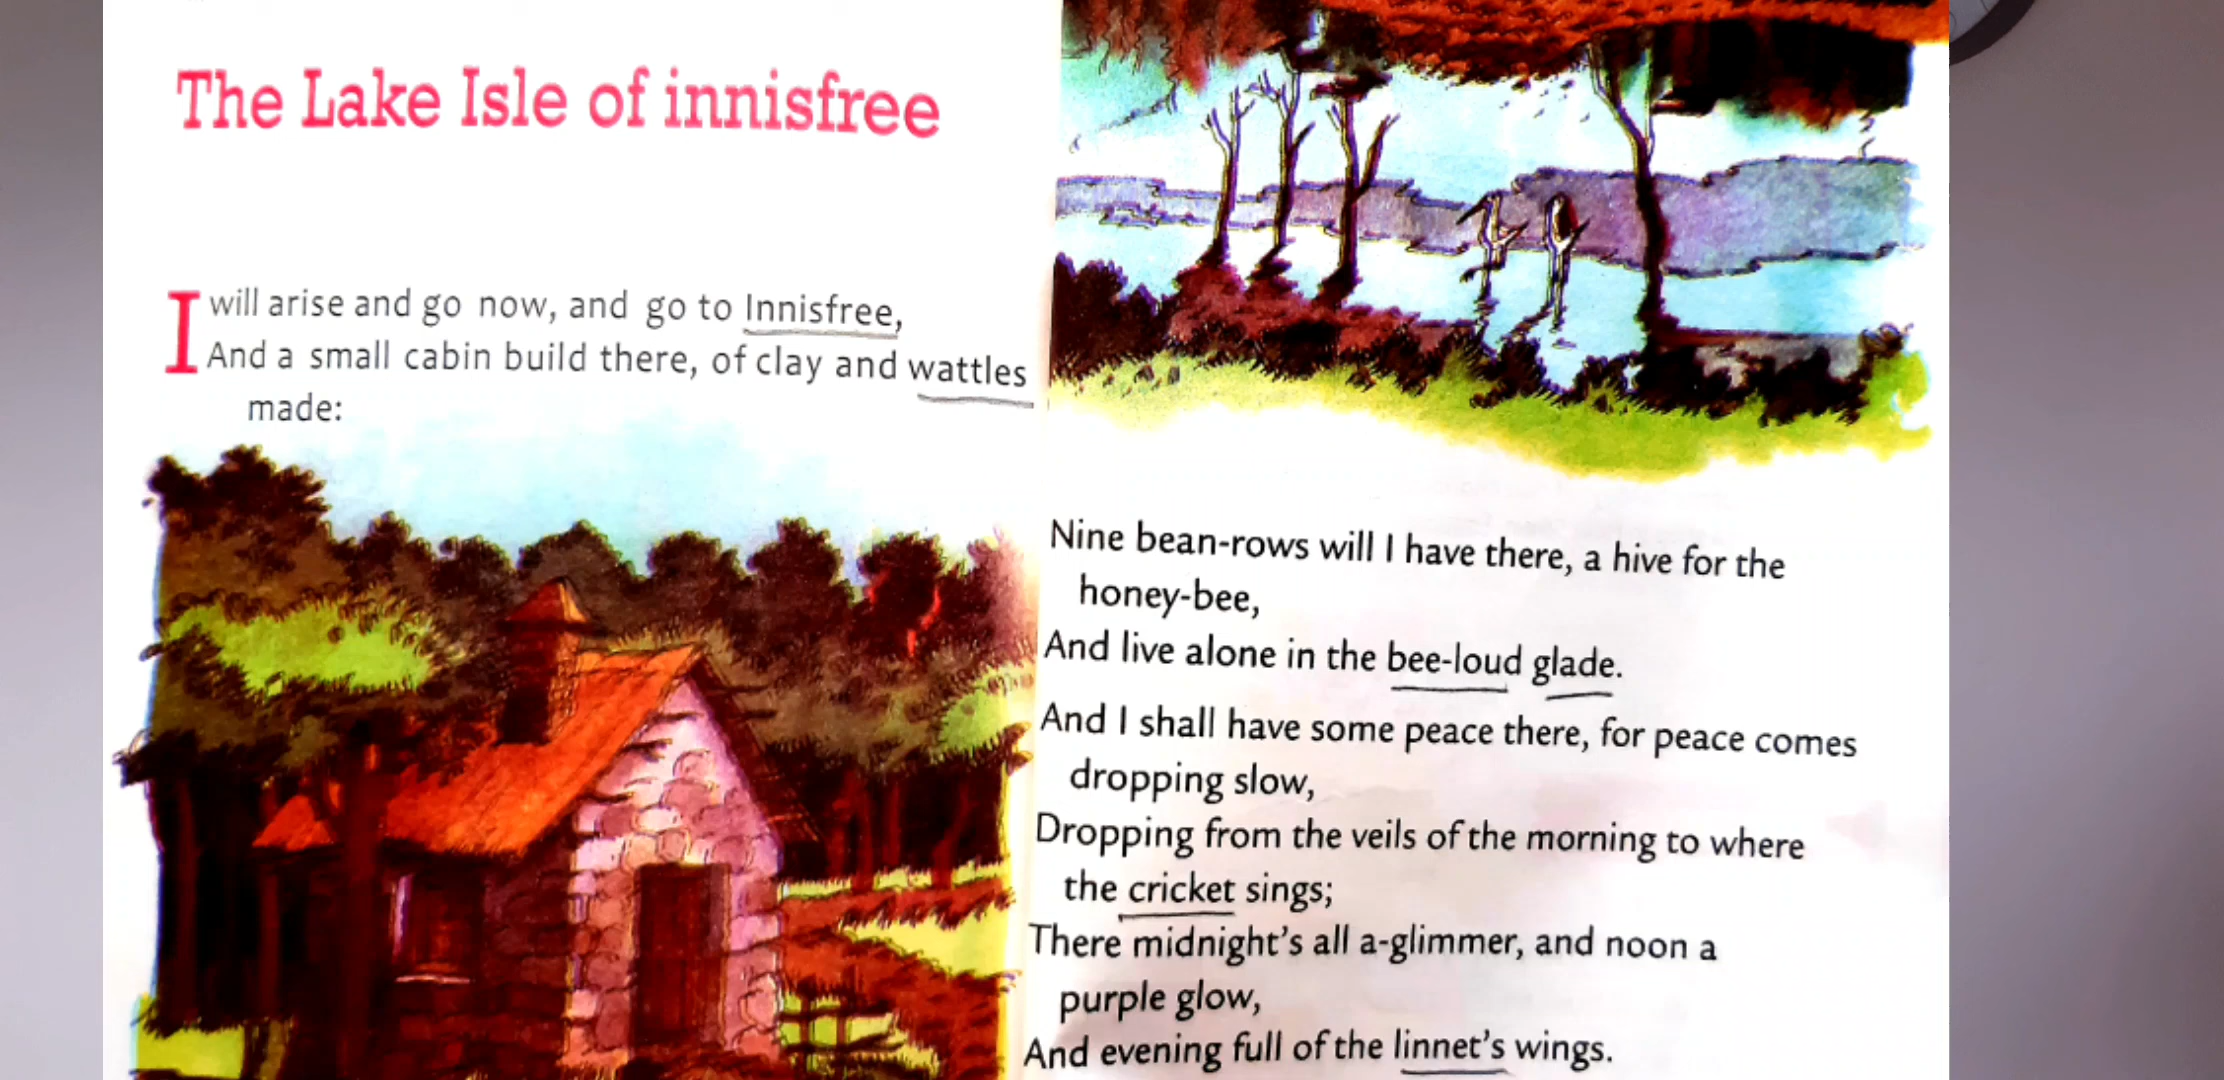 The Lake Isle of innisfree
I will arise and go now, and go to Innisfree,
And a small cabin build there, of clay and wattles
made:
Nine bean-rows will I have there, a hive for the
honey-bee,
And live alone in the bee-loud glade.
And I shall have some peace there, for peace comes
dropping slow,
Dropping from the veils of the morning to where
the cricket sings;
There midnight's all a-glimmer, and noon a
purple glow,
And evening full of the linnet's wings.